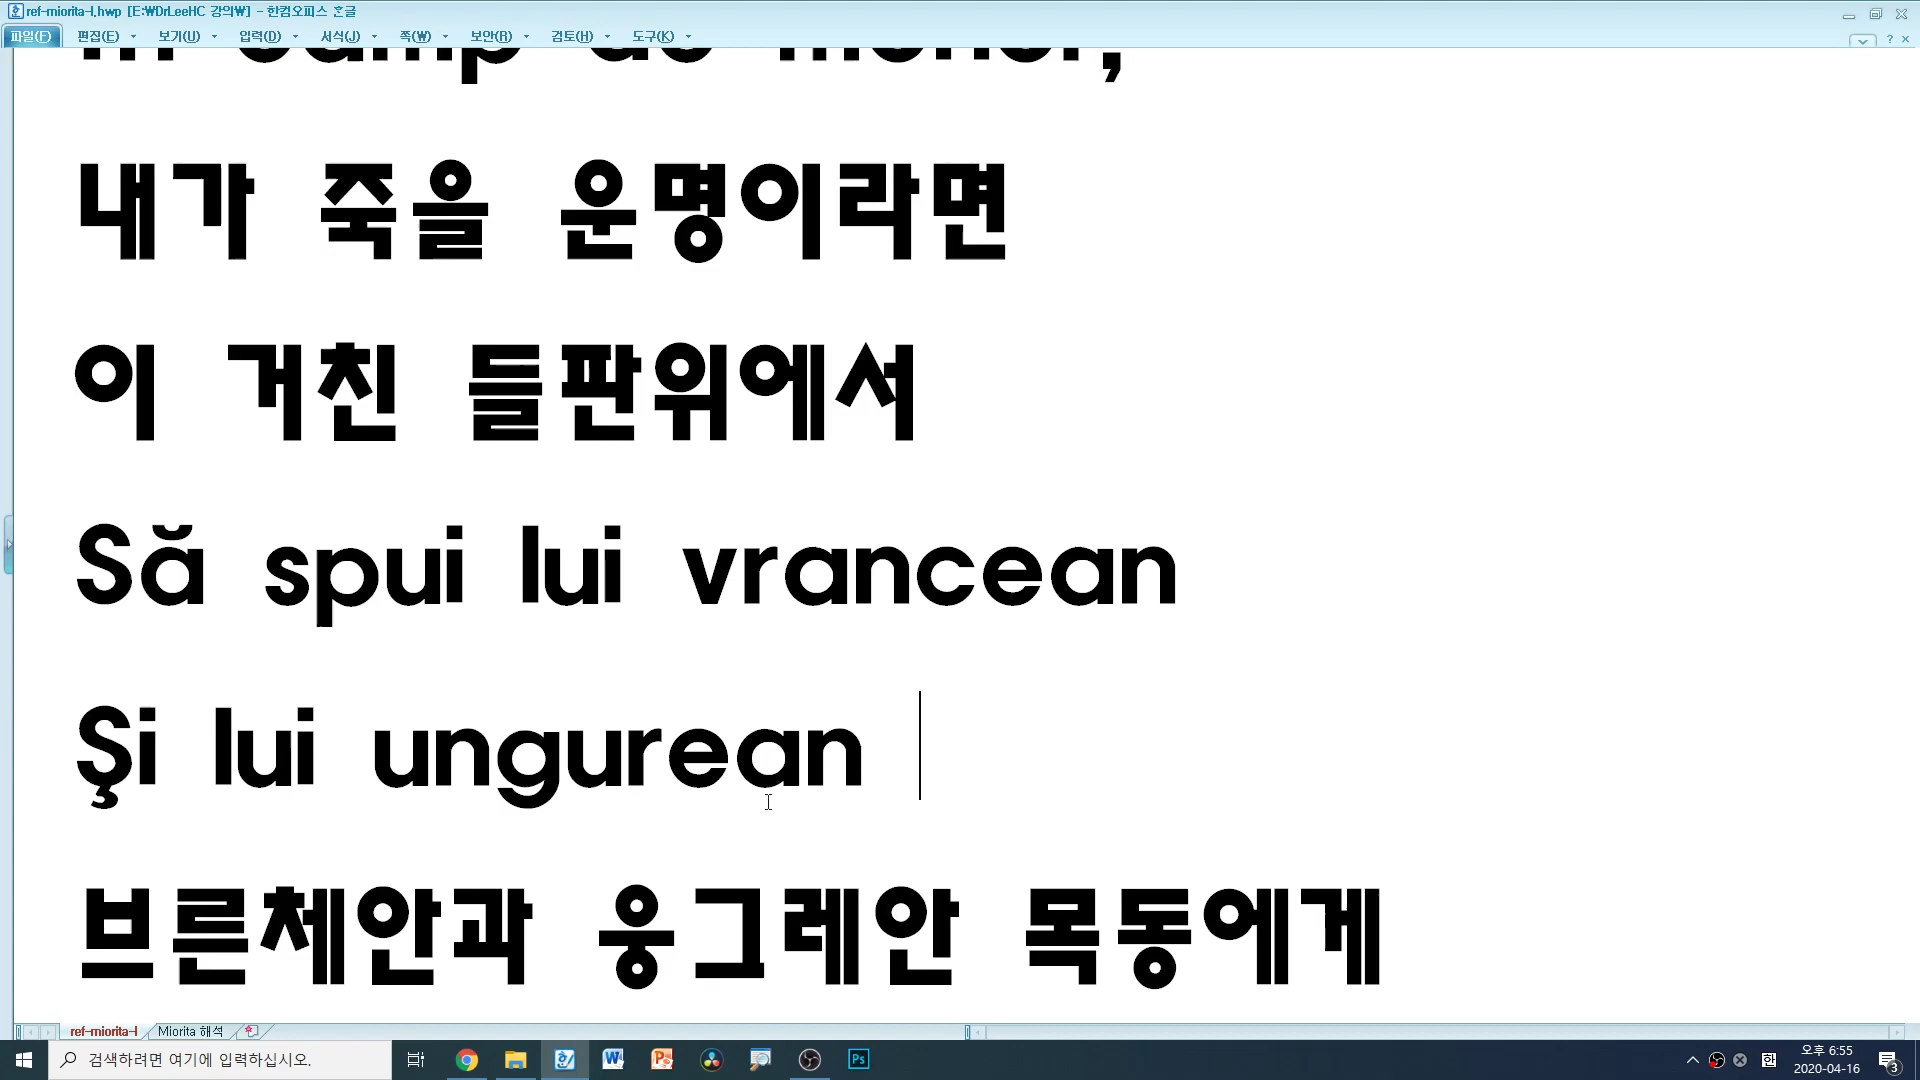 ref-miorita-l.hwp [E:\DrLeeHC 강의\] - 한컴오피스 흔글
파일(F) 편집(E) 보기(U) 입력(D) 서식(J) 쪽(W) 보안(R) 검토(H) 도구(K)
내가 죽을 운명이라면
이 거친 들판위에서
Să spui lui vrancean
Şi lui ungurean
브른체안과 웅그레안 목동에게
ref-miorita-l Miorita 해석
검색하려면 여기에 입력하십시오.
한
오후 6:55
2020-04-16
3